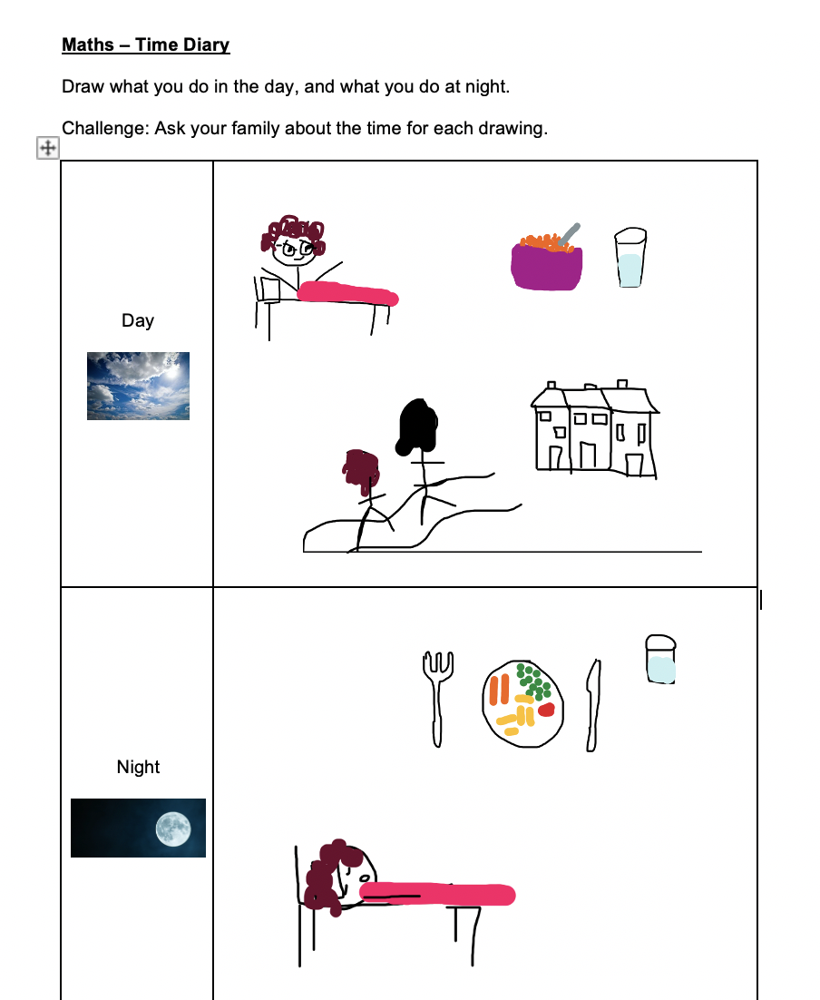 Maths – Time Diary
Draw what you do in the day, and what you do at night.
Challenge: Ask your family about the time for each drawing.
Day
Night